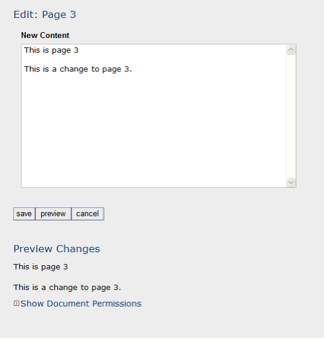 Edit: Page 3
New Content
This is page 3
This is a change to page 3.
save preview cancel
Preview Changes
This is page 3
This is a change to page 3.
Show Document Permissions